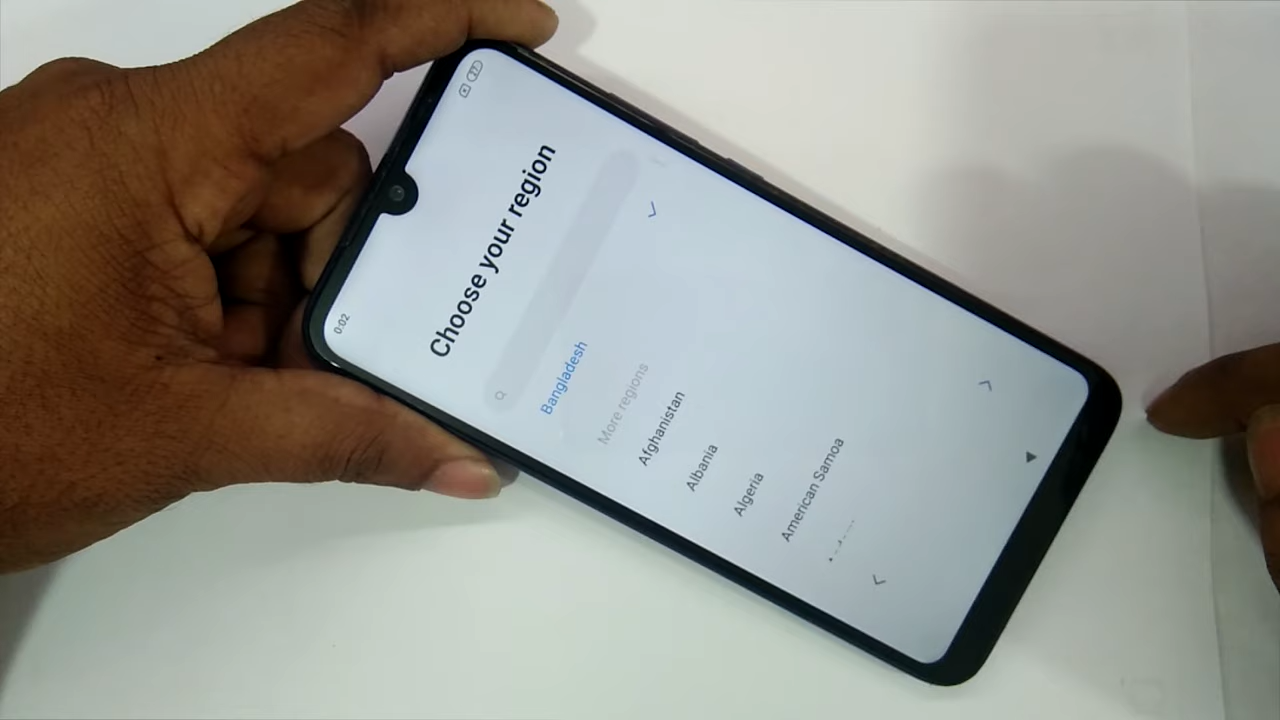 0:02
Choose your region
Bangladesh
More regions
Afghanistan
Albania
Algeria
American Samoa